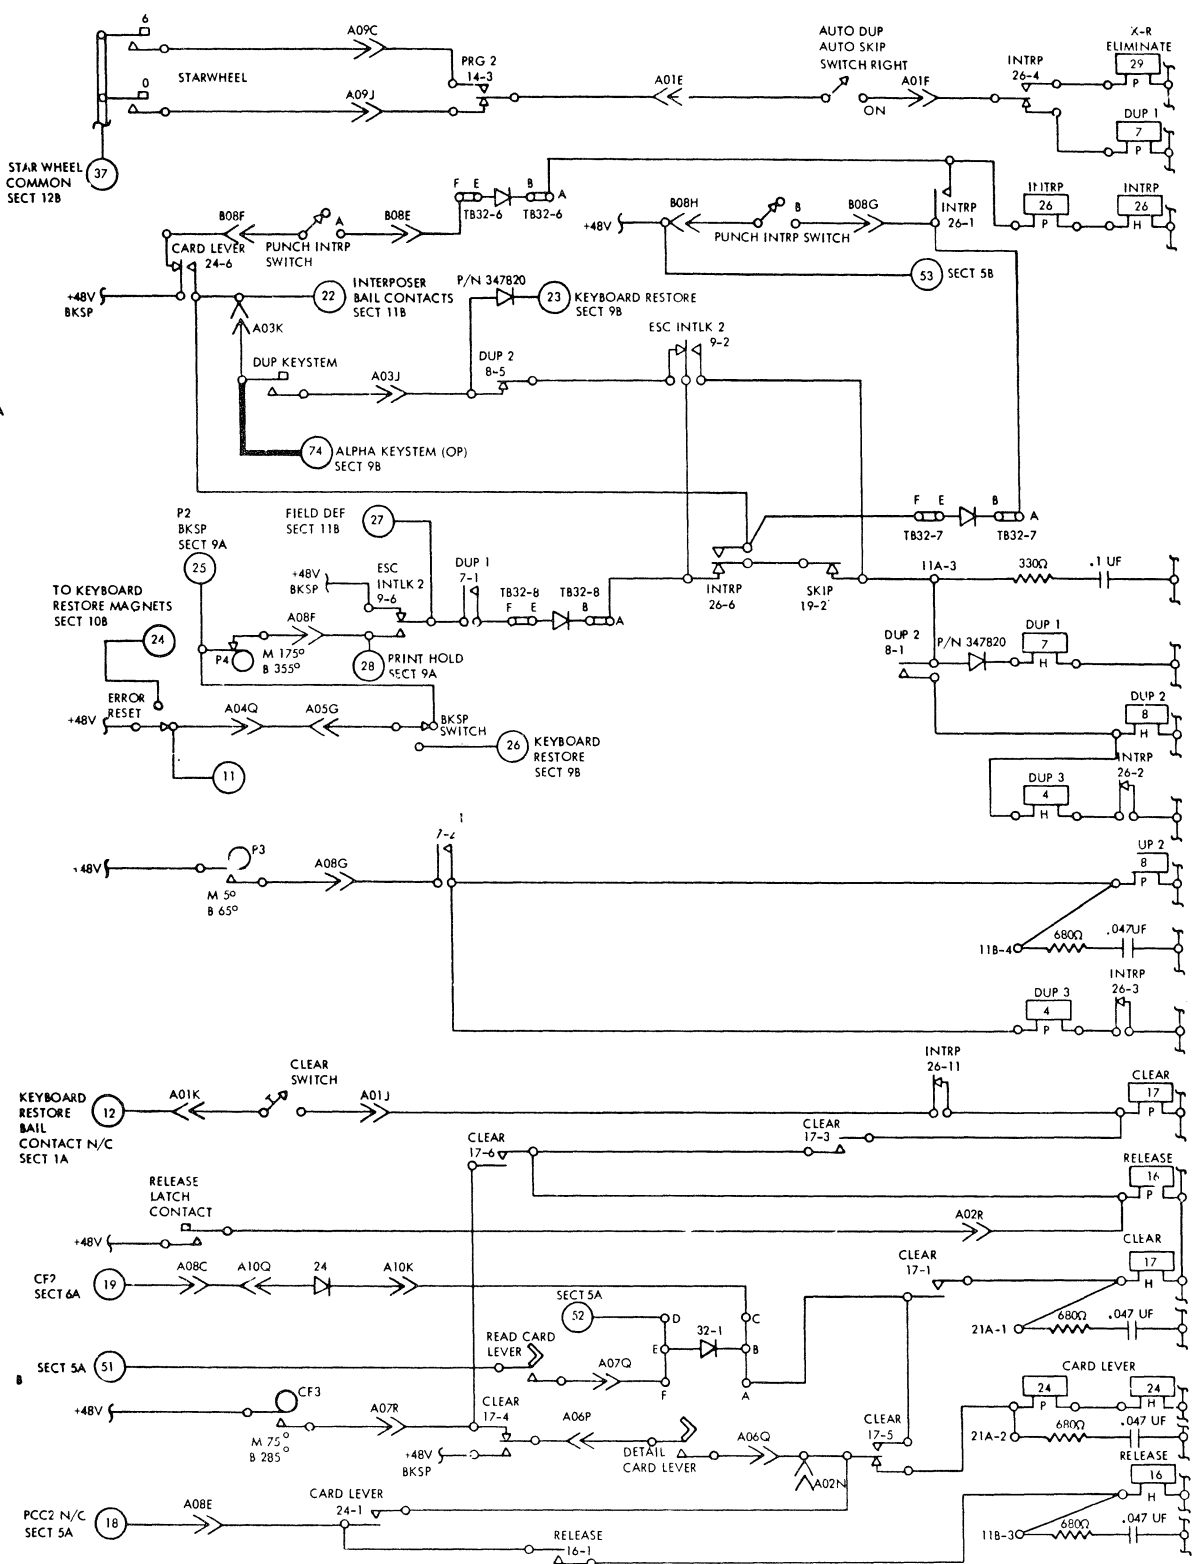 6
A09C
AUTO DUP
AUTO SKIP
SWITCH RIGHT
X-R
ELIMINATE
29
P
PRG 2
14-3
INTRP
26-4
STARWHEEL
0
A09J
A01E
A01F
ON
DUP 1
7
P
STAR WHEEL
COMMON
SECT 12B
37
F E
B
A
TB32-6
TB32-6
INTRP
26
P
INTRP
26
H
B08F
A
B08E
PUNCH INTRP
SWITCH
+48V
B08H
B
B08G
PUNCH INTRP SWITCH
INTRP
26-1
CARD LEVER
24-6
53
SECT 5B
+48V
BKSP
22
INTERPOSER
BAIL CONTACTS
SECT 11B
P/N 347820
23
KEYBOARD RESTORE
SECT 9B
A03K
ESC INTLK 2
9-2
DUP KEYSTEM
A03J
DUP 2
8-5
74
ALPHA KEYSTEM (OP)
SECT 9B
P2
BKSP
SECT 9A
25
FIELD DEF
SECT 11B
27
F E
B
A
TB32-7
TB32-7
+48V
BKSP
ESC
INTLK 2
9-6
DUP 1
7-1
TB32-8
F E
TB32-8
B
A
INTRP
26-6
SKIP
19-2
11A-3
330Ω
.1 UF
TO KEYBOARD
RESTORE MAGNETS
SECT 10B
24
A08F
P4
M 175°
B 355°
28
PRINT HOLD
SECT 9A
DUP 2
8-1
P/N 347820
DUP 1
7
H
ERROR
RESET
+48V
A04Q
A05G
BKSP
SWITCH
DUP 2
8
H
11
26
KEYBOARD
RESTORE
SECT 9B
DUP 3
4
H
INTRP
26-2
P3
+48V
A08G
M 5°
B 65°
UP 2
8
P
11B-4
680Ω
.047UF
DUP 3
4
P
INTRP
26-3
KEYBOARD
RESTORE
BAIL
CONTACT N/C
SECT 1A
12
A01K
CLEAR
SWITCH
A01J
INTRP
26-11
CLEAR
17
P
CLEAR
17-6
CLEAR
17-3
RELEASE
16
P
RELEASE
LATCH
CONTACT
+48V
A02R
CF2
SECT 6A
19
A08C
A10Q
24
A10K
CLEAR
17-1
CLEAR
17
H
SECT 5A
52
D
C
32-1
E
B
F
A
21A-1
680Ω
.047 UF
B
SECT 5A
51
READ CARD
LEVER
A07Q
CARD LEVER
24
P
24
H
+48V
CF3
A07R
M 75°
B 285°
CLEAR
17-4
+48V
BKSP
A06P
DETAIL
CARD LEVER
A06Q
CLEAR
17-5
A02N
21A-2
680Ω
.047 UF
RELEASE
16
H
PCC2 N/C
SECT 5A
18
A08E
CARD LEVER
24-1
RELEASE
16-1
11B-3
680Ω
.047 UF